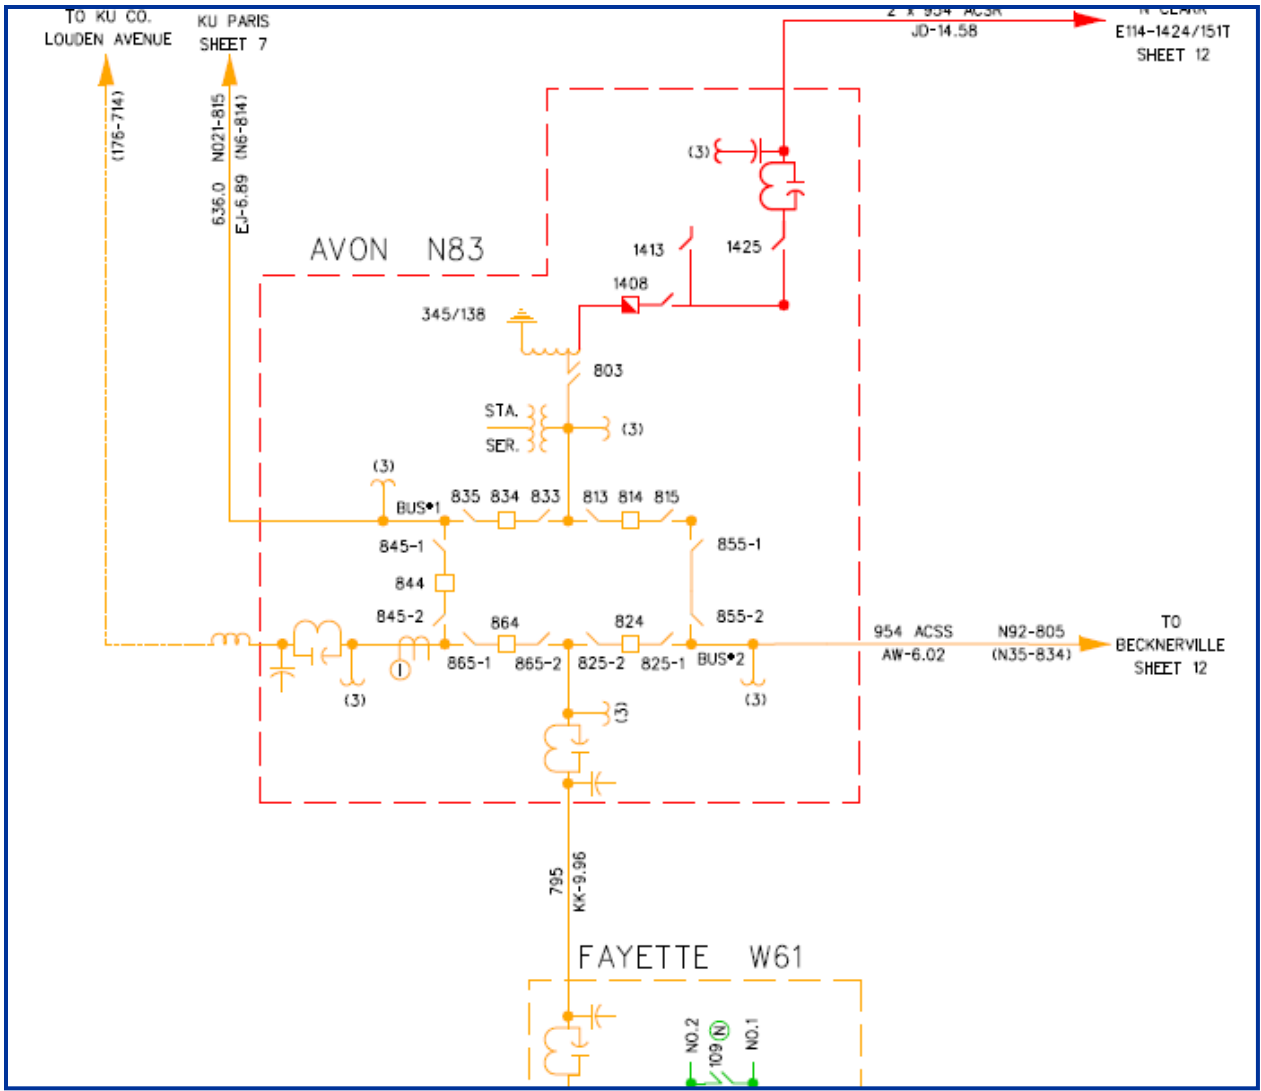 TO KU CO.
LOUDEN AVENUE
KU PARIS
SHEET 7
2 x 954 ACSR
JD-14.58
N CLARK
E114-1424/151T
SHEET 12
(176-714)
636.0 NO21-815
EJ-6.89 (N6-814)
(3)
AVON N83
1413
1425
1408
345/138
803
STA.
SER.
(3)
(3)
BUS•1
835 834 833 813 814 815
845-1
855-1
844
845-2
864
824
855-2
865-1
865-2
825-2
825-1
BUS•2
954 ACSS
AW-6.02
N92-805
(N35-834)
TO
BECKNERVILLE
SHEET 12
I
(3)
(3)
(3)
795
KK-9.96
FAYETTE W61
NO.2
109 N
NO.1